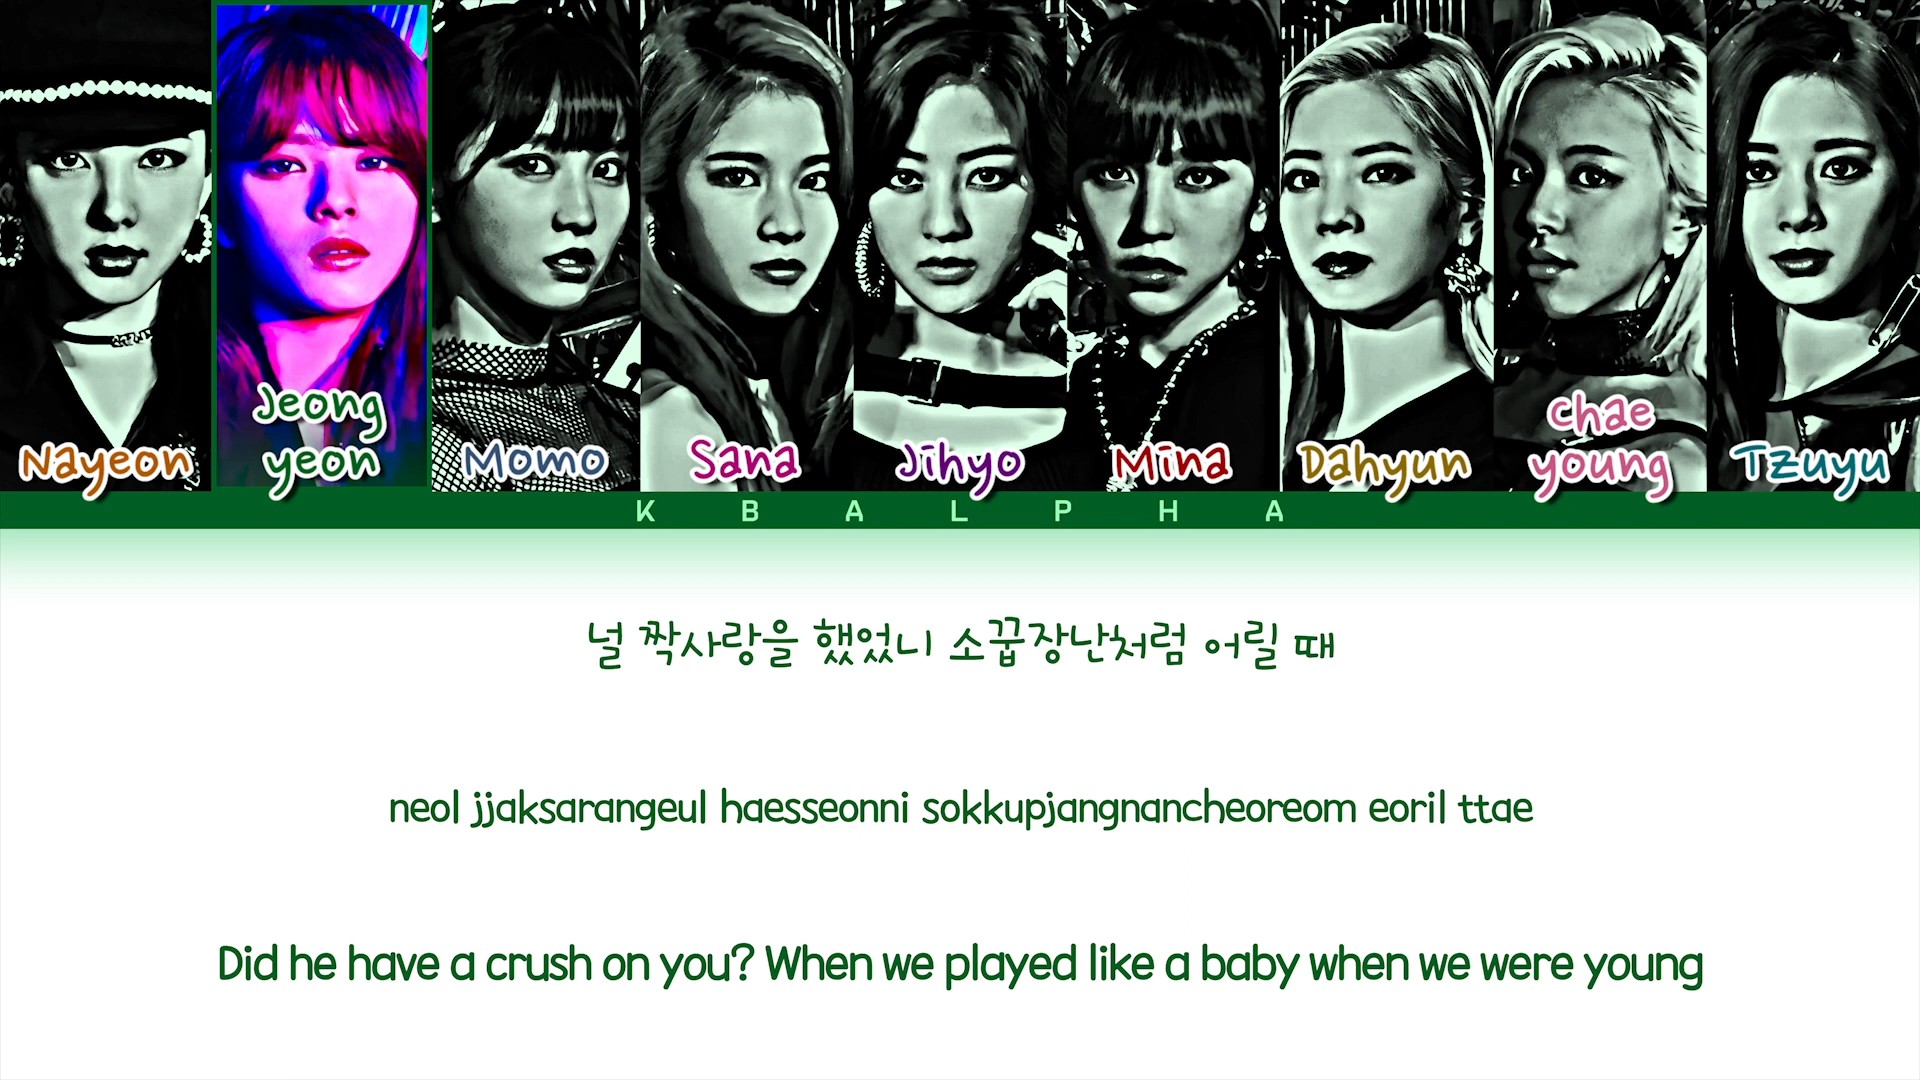 Nayeon
Jeong
yeon
Momo
Sana
Jihyo
Mina
Dahyun
Chae
young
Tzuyu
K B A L P H A
널 짝사랑을 했었니 소꿉장난처럼 어릴 때
neol jjaksarangeul haesseonni sokkupjangnancheoreom eoril ttae
Did he have a crush on you? When we played like a baby when we were young